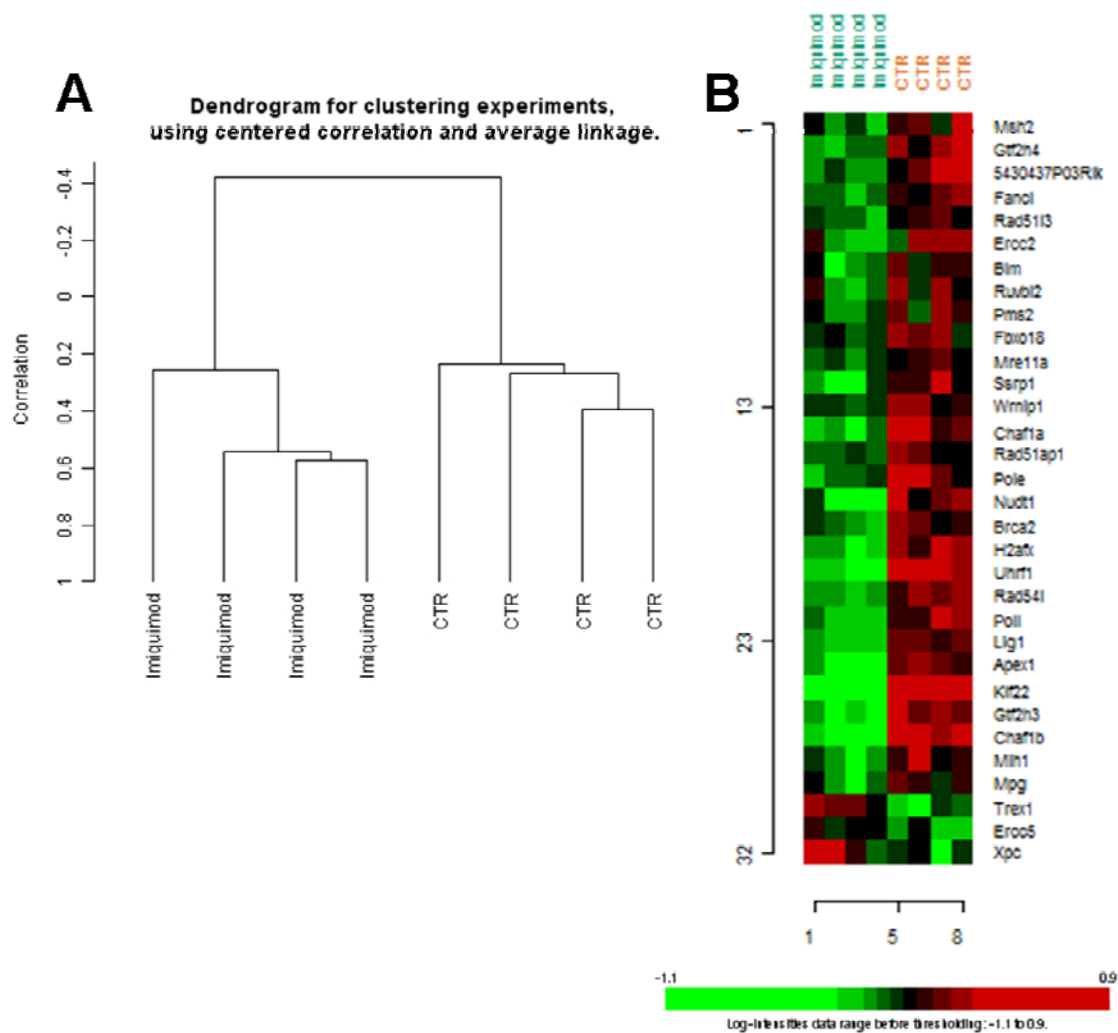 A
Dendrogram for clustering experiments,
using centered correlation and average linkage.
Correlation
-0.4
-0.2
0
0.2
0.4
0.6
0.8
1
Imiquimod
Imiquimod
Imiquimod
Imiquimod
CTR
CTR
CTR
CTR
B
Imiquimod
Imiquimod
Imiquimod
Imiquimod
CTR
CTR
CTR
CTR
1
13
23
32
Msh2
Gtf2h4
5430437P03Rik
Fancl
Rad51l3
Ercc2
Blm
Ruvbl2
Pms2
Fbxo18
Mre11a
Ssrp1
Wrnip1
Chaf1a
Rad51ap1
Pole
Nudt1
Brca2
H2afx
Uhrf1
Rad54l
Poli
Lig1
Apex1
Kif22
Gtf2h3
Chaf1b
Mlh1
Mpg
Trex1
Ercc5
Xpc
1
5
8
-1.1
0.9
Log-intensities data range before thresholding: -1.1 to 0.9.